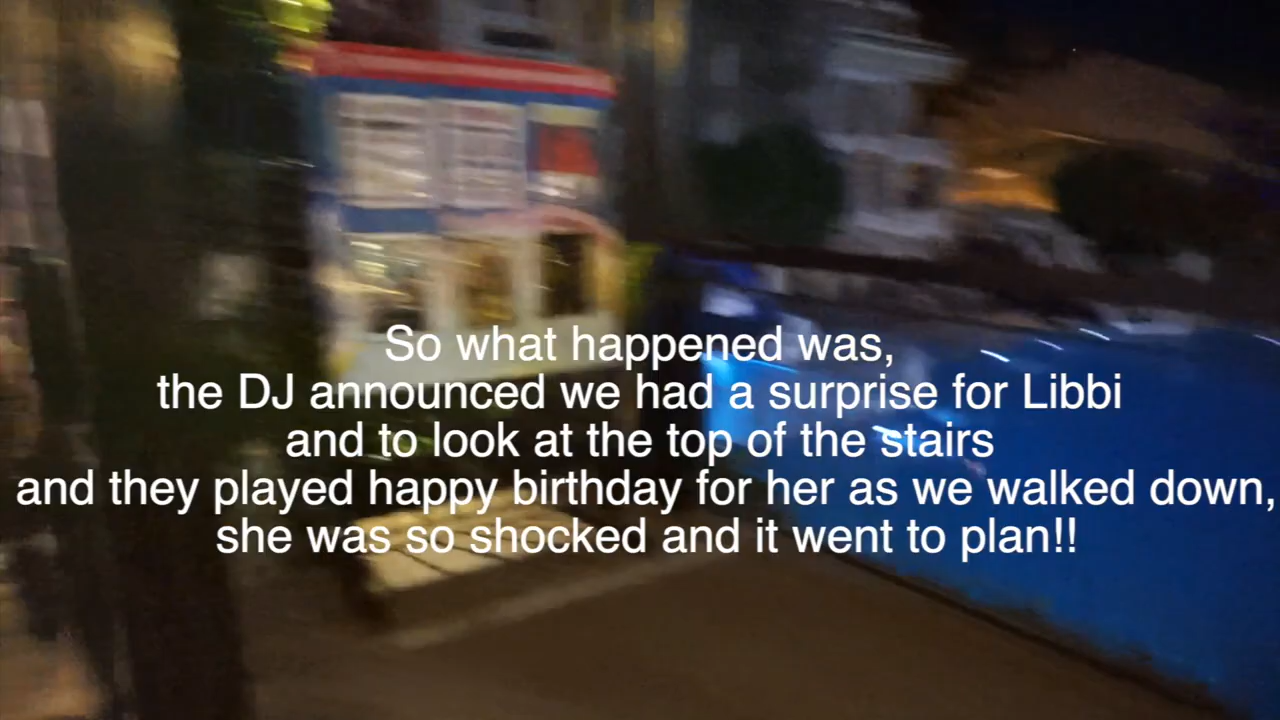 So what happened was,
the DJ announced we had a surprise for Libbi
and to look at the top of the stairs
and they played happy birthday for her as we walked down,
she was so shocked and it went to plan!!